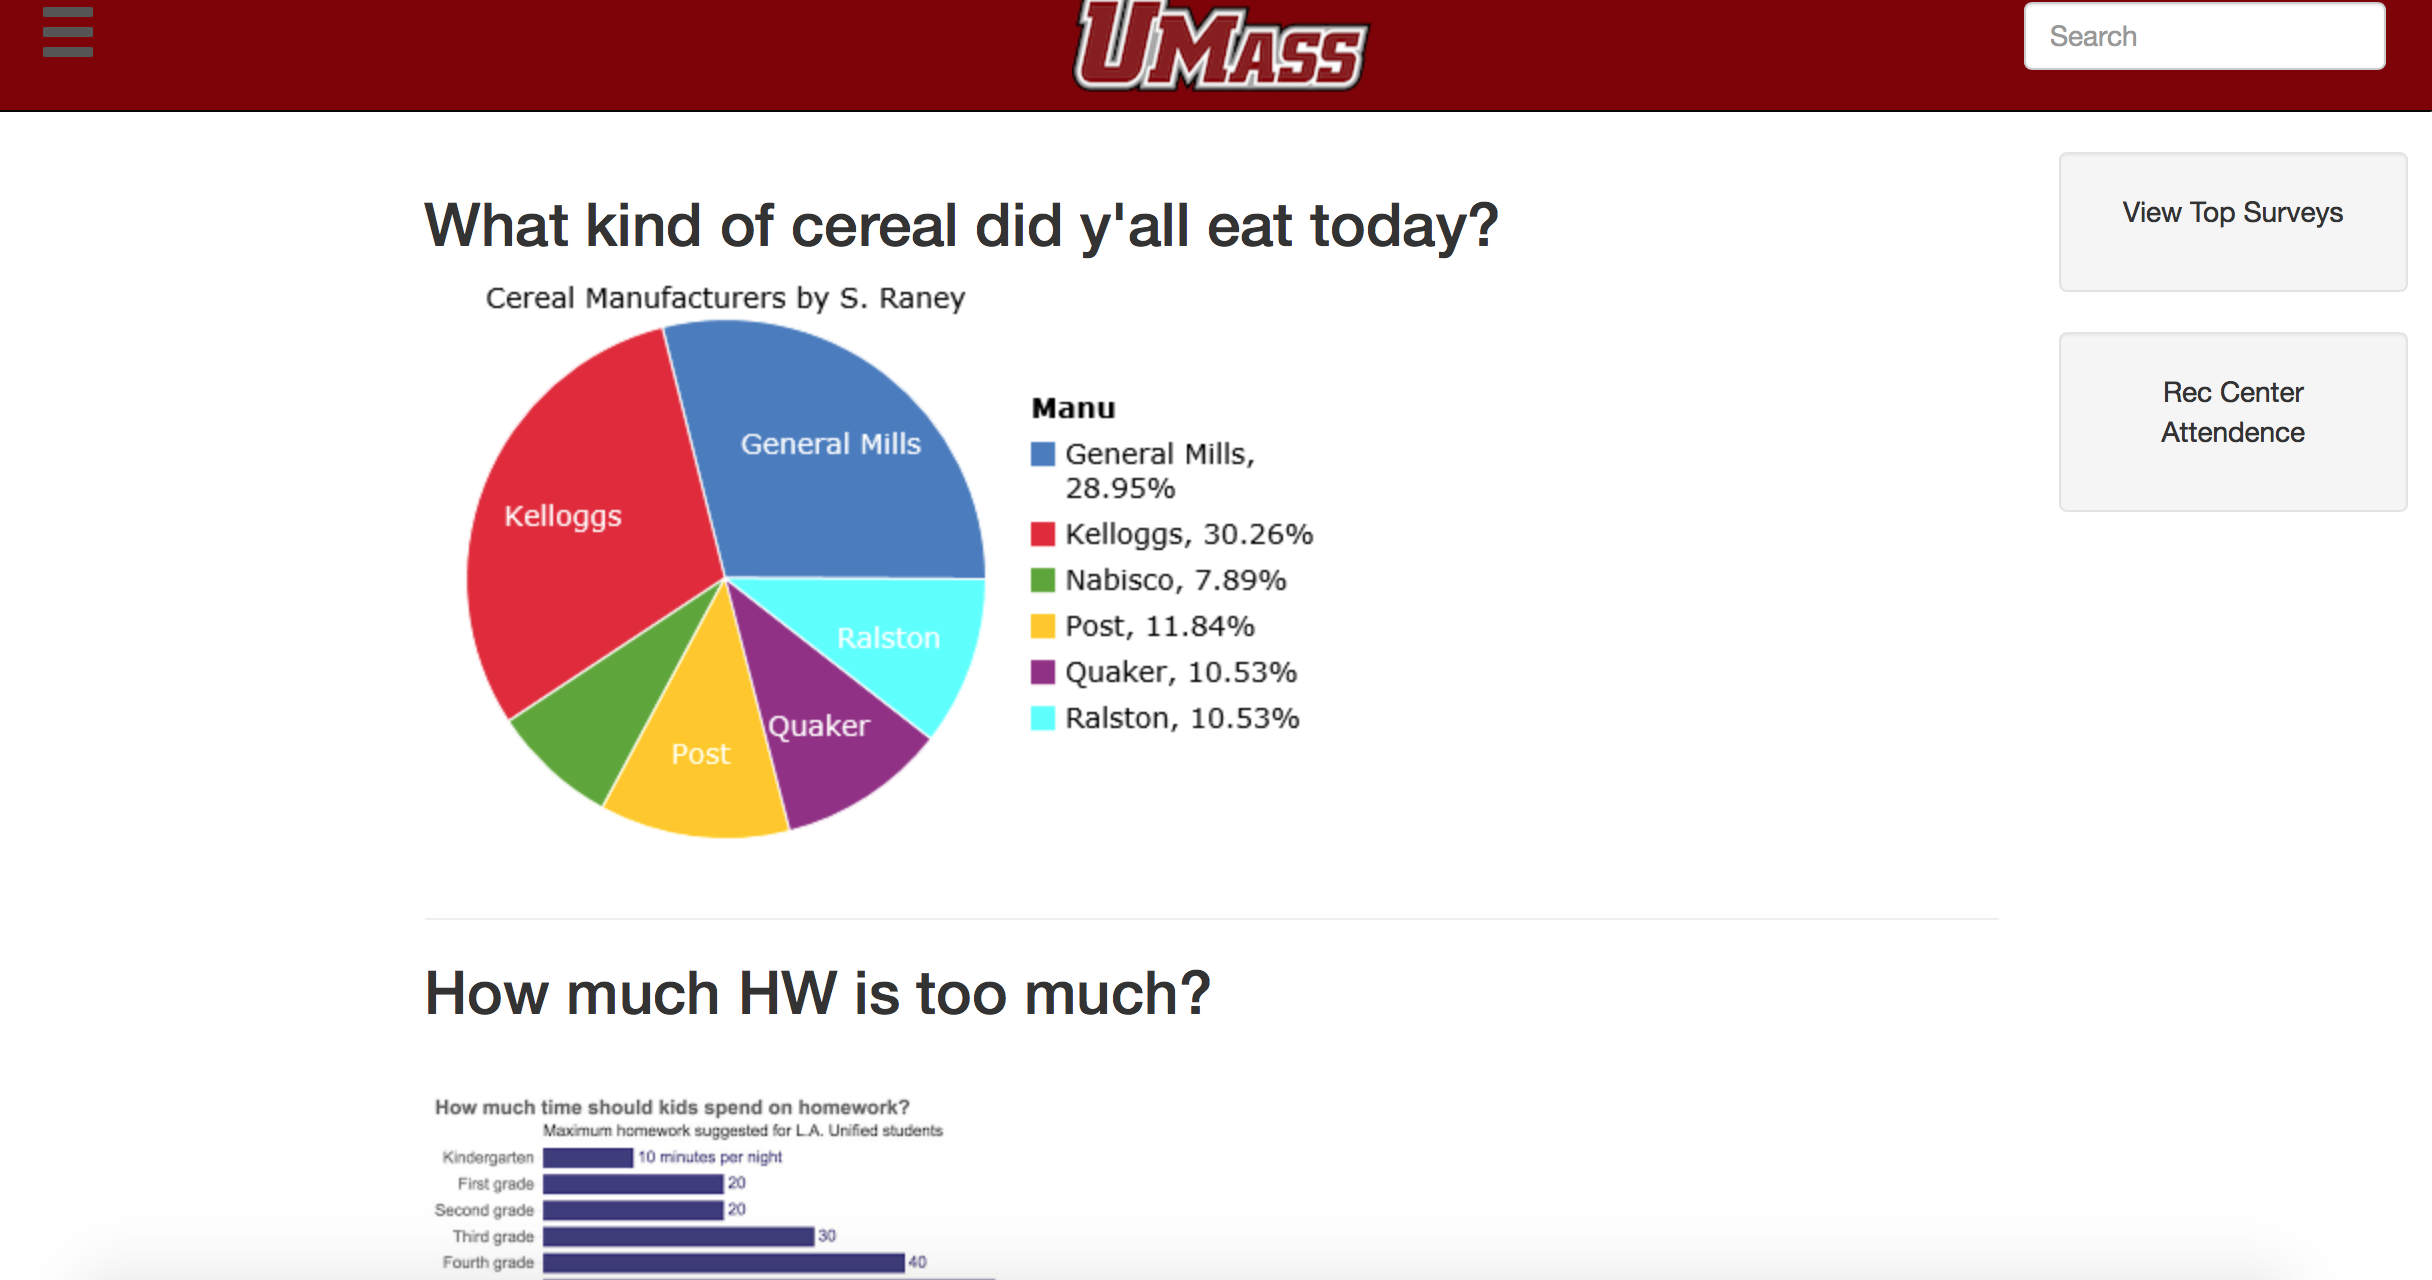 UMASS
Search
View Top Surveys
Rec Center
Attendence
What kind of cereal did y'all eat today?
Cereal Manufacturers by S. Raney
General Mills
Kelloggs
Ralston
Quaker
Post
Manu
General Mills,
28.95%
Kelloggs, 30.26%
Nabisco, 7.89%
Post, 11.84%
Quaker, 10.53%
Ralston, 10.53%
How much HW is too much?
How much time should kids spend on homework?
Maximum homework suggested for L.A. Unified students
Kindergarten 10 minutes per night
First grade 20
Second grade 20
Third grade 30
Fourth grade 40